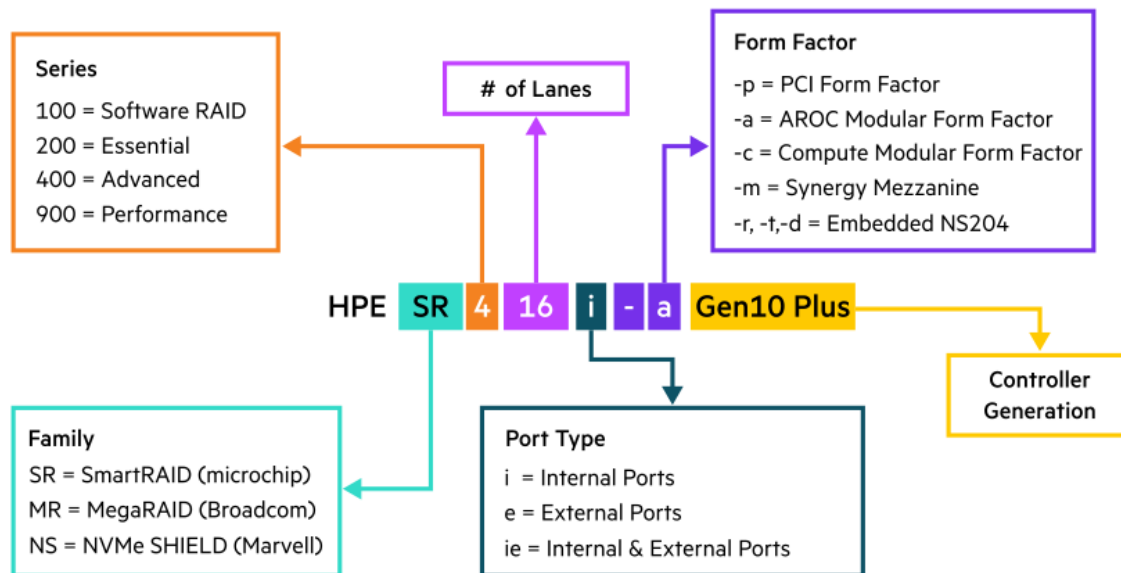 Series
100 = Software RAID
200 = Essential
400 = Advanced
900 = Performance
# of Lanes
Form Factor
-p = PCI Form Factor
-a = AROC Modular Form Factor
-c = Compute Modular Form Factor
-m = Synergy Mezzanine
-r, -t,-d = Embedded NS204
HPE SR 4 16 i - a Gen10 Plus
Family
SR = SmartRAID (microchip)
MR = MegaRAID (Broadcom)
NS = NVMe SHIELD (Marvell)
Port Type
i = Internal Ports
e = External Ports
ie = Internal & External Ports
Controller
Generation